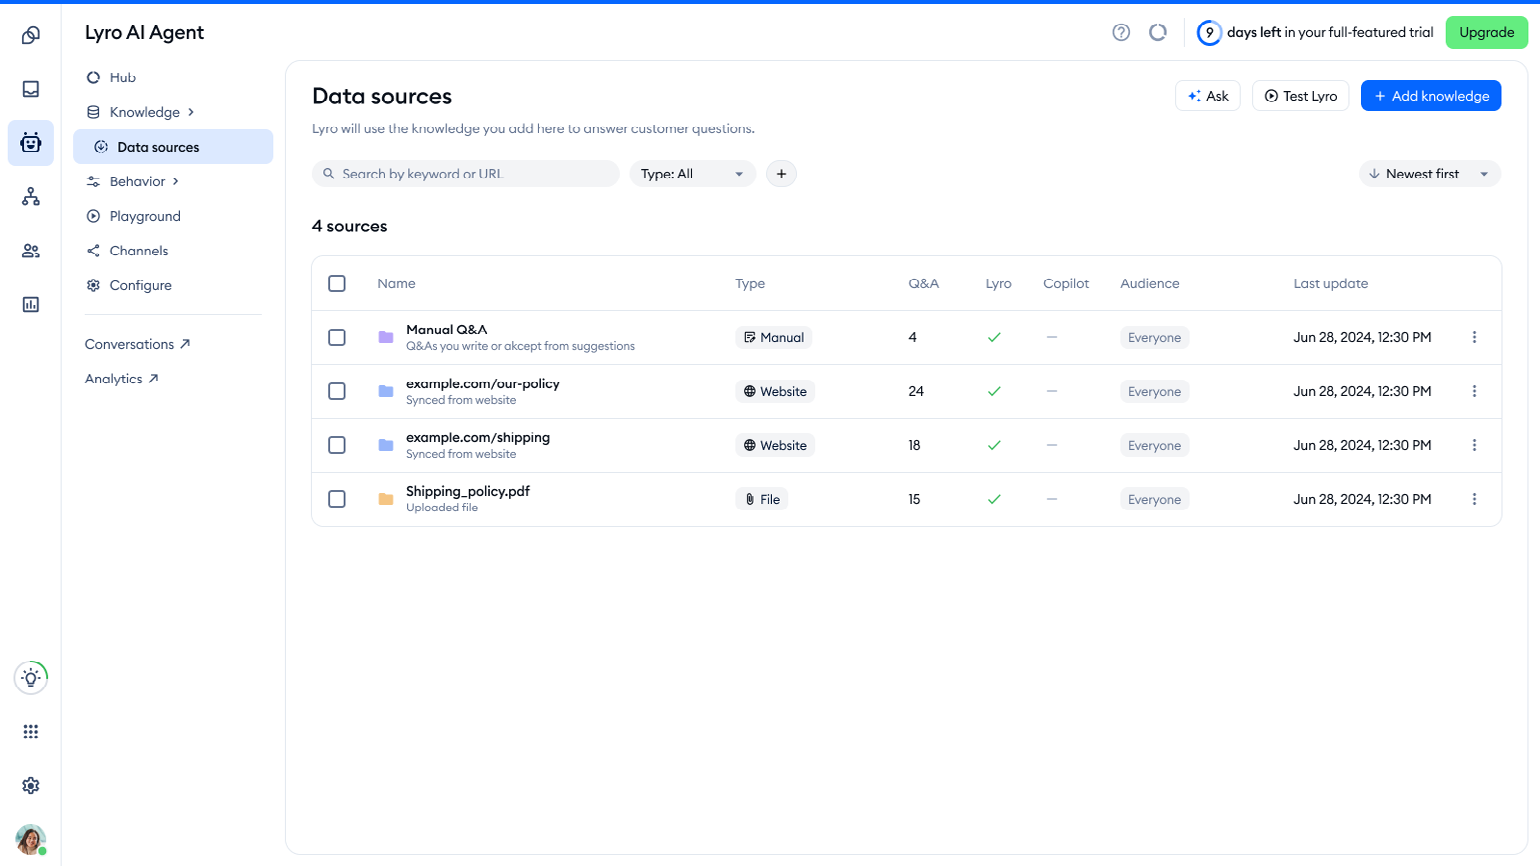 Lyro AI Agent
9 days left in your full-featured trial
Upgrade
Hub
Knowledge
Data sources
Behavior
Playground
Channels
Configure
Conversations
Analytics
Data sources
Ask
Test Lyro
+ Add knowledge
Lyro will use the knowledge you add here to answer customer questions.
Search by keyword or URL
Type: All
+
Newest first
4 sources
Name Type Q&A Lyro Copilot Audience Last update
Manual Q&A
Q&As you write or akcept from suggestions
Manual 4 – Everyone Jun 28, 2024, 12:30 PM
example.com/our-policy
Synced from website
Website 24 – Everyone Jun 28, 2024, 12:30 PM
example.com/shipping
Synced from website
Website 18 – Everyone Jun 28, 2024, 12:30 PM
Shipping_policy.pdf
Uploaded file
File 15 – Everyone Jun 28, 2024, 12:30 PM